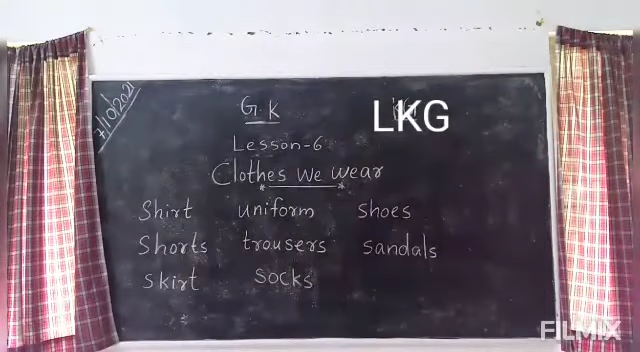 7/10/2021
G.K
LKG
Lesson-6
Clothes we wear
Shirt uniform shoes
Shorts trousers sandals
skirt socks
FILMIX